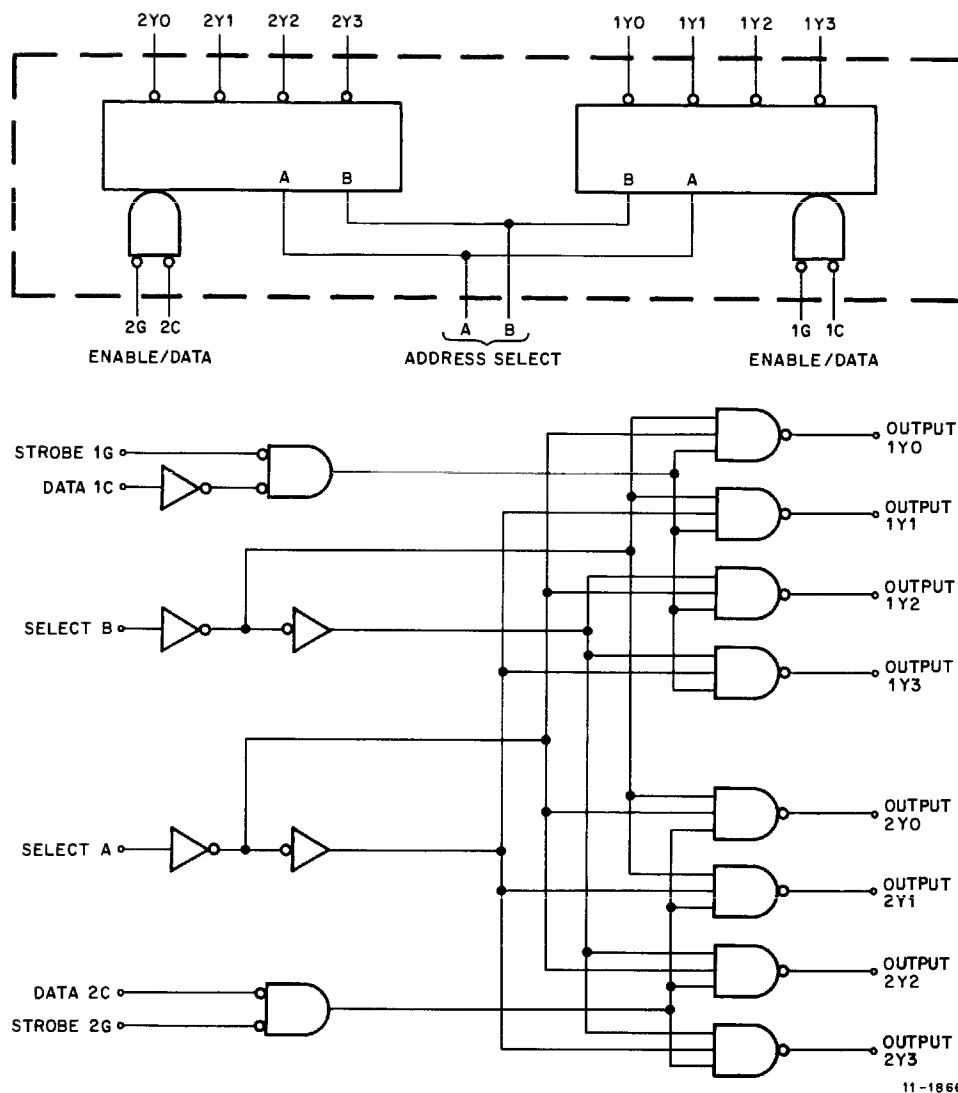 2Y0 2Y1 2Y2 2Y3 1Y0 1Y1 1Y2 1Y3
A B B A
2G 2C A B 1G 1C
ENABLE/DATA ADDRESS SELECT ENABLE/DATA
OUTPUT
1Y0
STROBE 1G
DATA 1C
OUTPUT
1Y1
OUTPUT
1Y2
SELECT B
OUTPUT
1Y3
OUTPUT
2Y0
SELECT A
OUTPUT
2Y1
OUTPUT
2Y2
DATA 2C
STROBE 2G
OUTPUT
2Y3
11-1866